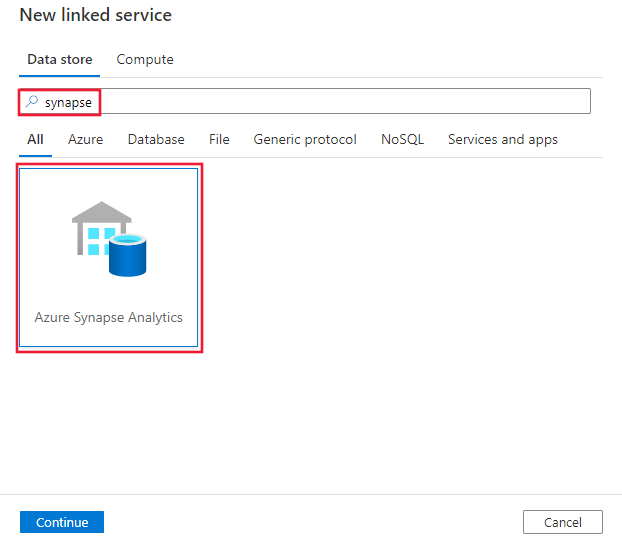 New linked service
Data store Compute
synapse
All Azure Database File Generic protocol NoSQL Services and apps
Azure Synapse Analytics
Continue Cancel